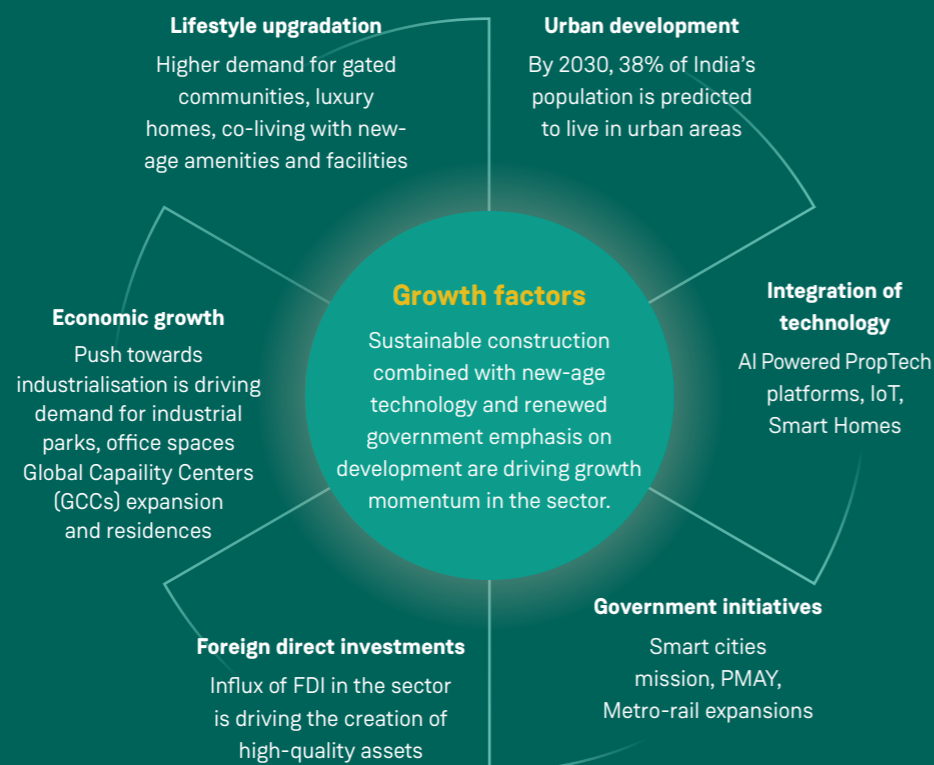 Lifestyle upgradation
Higher demand for gated
communities, luxury
homes, co-living with new-
age amenities and facilities
Urban development
By 2030, 38% of India's
population is predicted
to live in urban areas
Integration of
technology
AI Powered PropTech
platforms, IoT,
Smart Homes
Government initiatives
Smart cities
mission, PMAY,
Metro-rail expansions
Foreign direct investments
Influx of FDI in the sector
is driving the creation of
high-quality assets
Economic growth
Push towards
industrialisation is driving
demand for industrial
parks, office spaces
Global Capaility Centers
(GCCs) expansion
and residences
Growth factors
Sustainable construction
combined with new-age
technology and renewed
government emphasis on
development are driving growth
momentum in the sector.